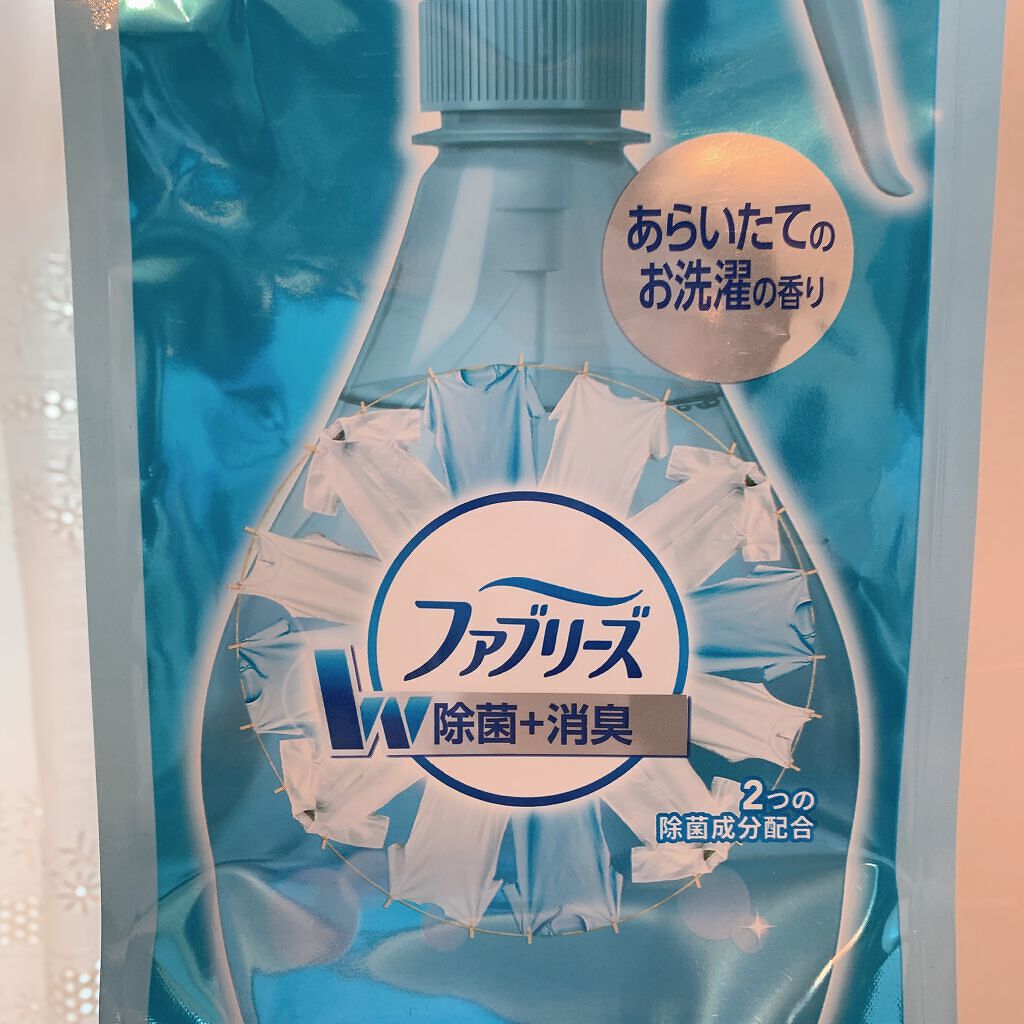 あらいたての
お洗濯の香り
ファブリーズ
W除菌+消臭
2つの
除菌成分配合